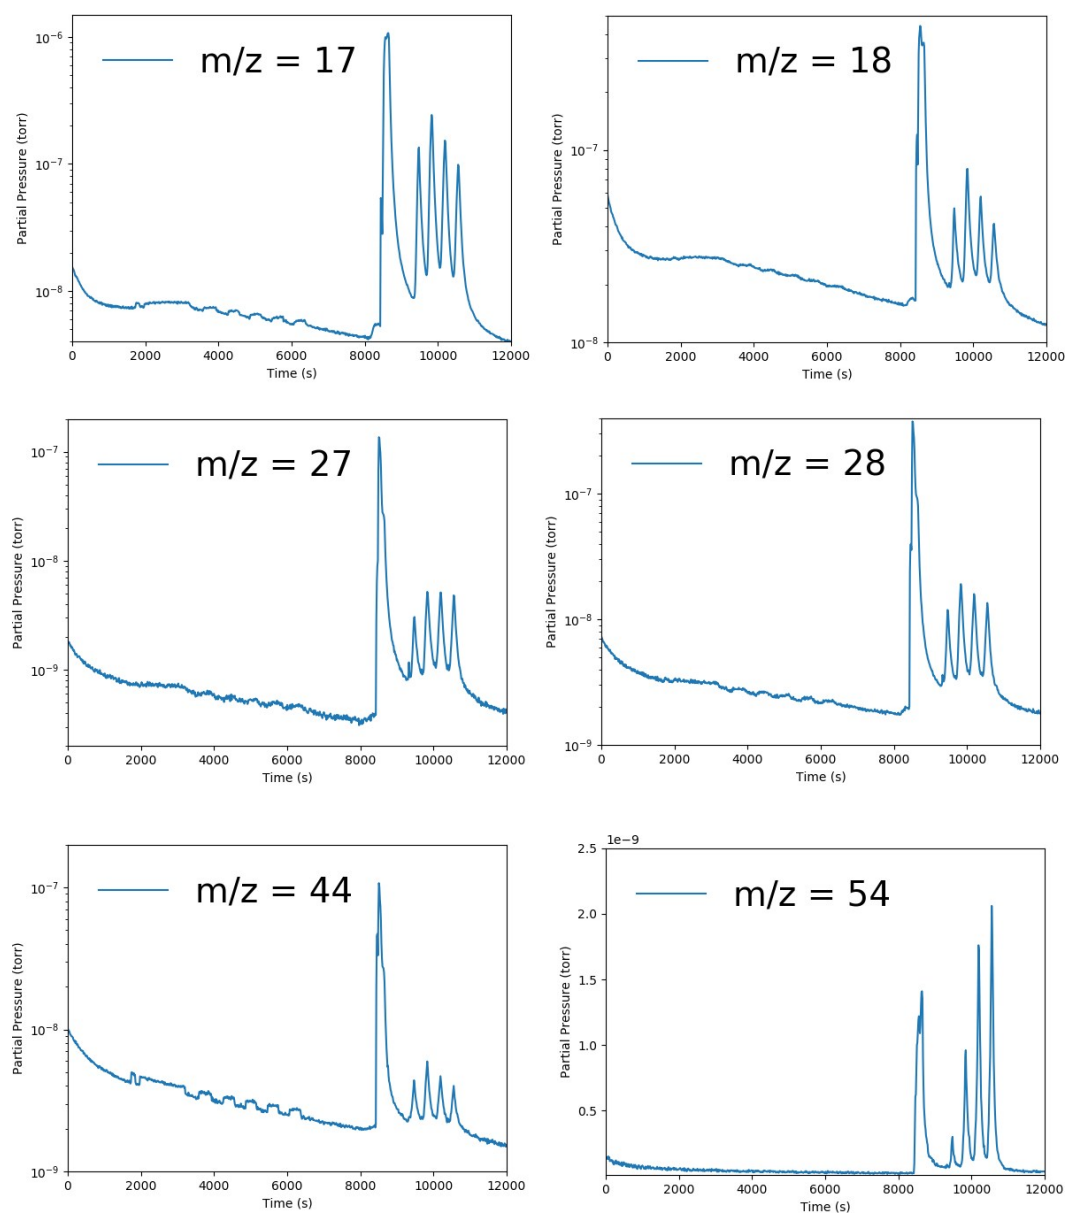 m/z = 17
10⁻⁶
10⁻⁷
10⁻⁸
Partial Pressure (torr)
0 2000 4000 6000 8000 10000 12000
Time (s)
m/z = 18
10⁻⁷
10⁻⁸
Partial Pressure (torr)
0 2000 4000 6000 8000 10000 12000
Time (s)
m/z = 27
10⁻⁷
10⁻⁸
10⁻⁹
Partial Pressure (torr)
0 2000 4000 6000 8000 10000 12000
Time (s)
m/z = 28
10⁻⁷
10⁻⁸
10⁻⁹
Partial Pressure (torr)
0 2000 4000 6000 8000 10000 12000
Time (s)
m/z = 44
10⁻⁷
10⁻⁸
10⁻⁹
Partial Pressure (torr)
0 2000 4000 6000 8000 10000 12000
Time (s)
1e−9
m/z = 54
2.5
2.0
1.5
1.0
0.5
Partial Pressure (torr)
0 2000 4000 6000 8000 10000 12000
Time (s)